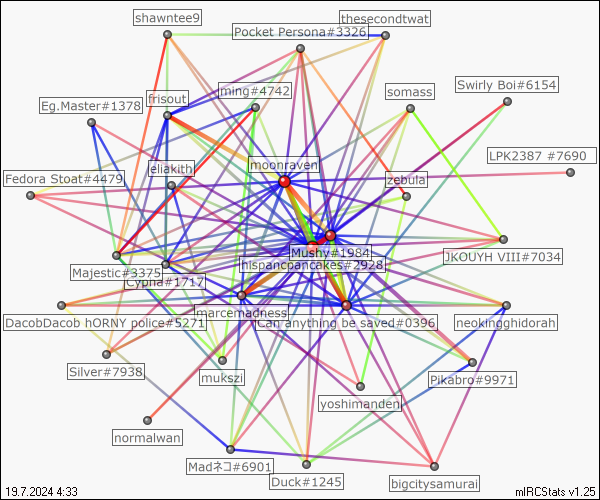 shawntee9
thesecondtwat
Pocket Persona#3326
ming#4742
somass
Swirly Boi#6154
Eg.Master#1378
frisout
LPK2387 #7690
moonraven
eliakith
Fedora Stoat#4479
zebula
Mushy#1984
JKOUYH VIII#7034
hispanicpancakes#2928
Majestic#3375
Cypha#1717
marcemadness
DacobDacob hORNY police#5271
Can anything be saved#0396
neokingghidorah
Silver#7938
mukszi
Pikabro#9971
yoshimanden
normalwan
Madネコ#6901
Duck#1245
bigcitysamurai
19.7.2024 4:33
mIRCStats v1.25